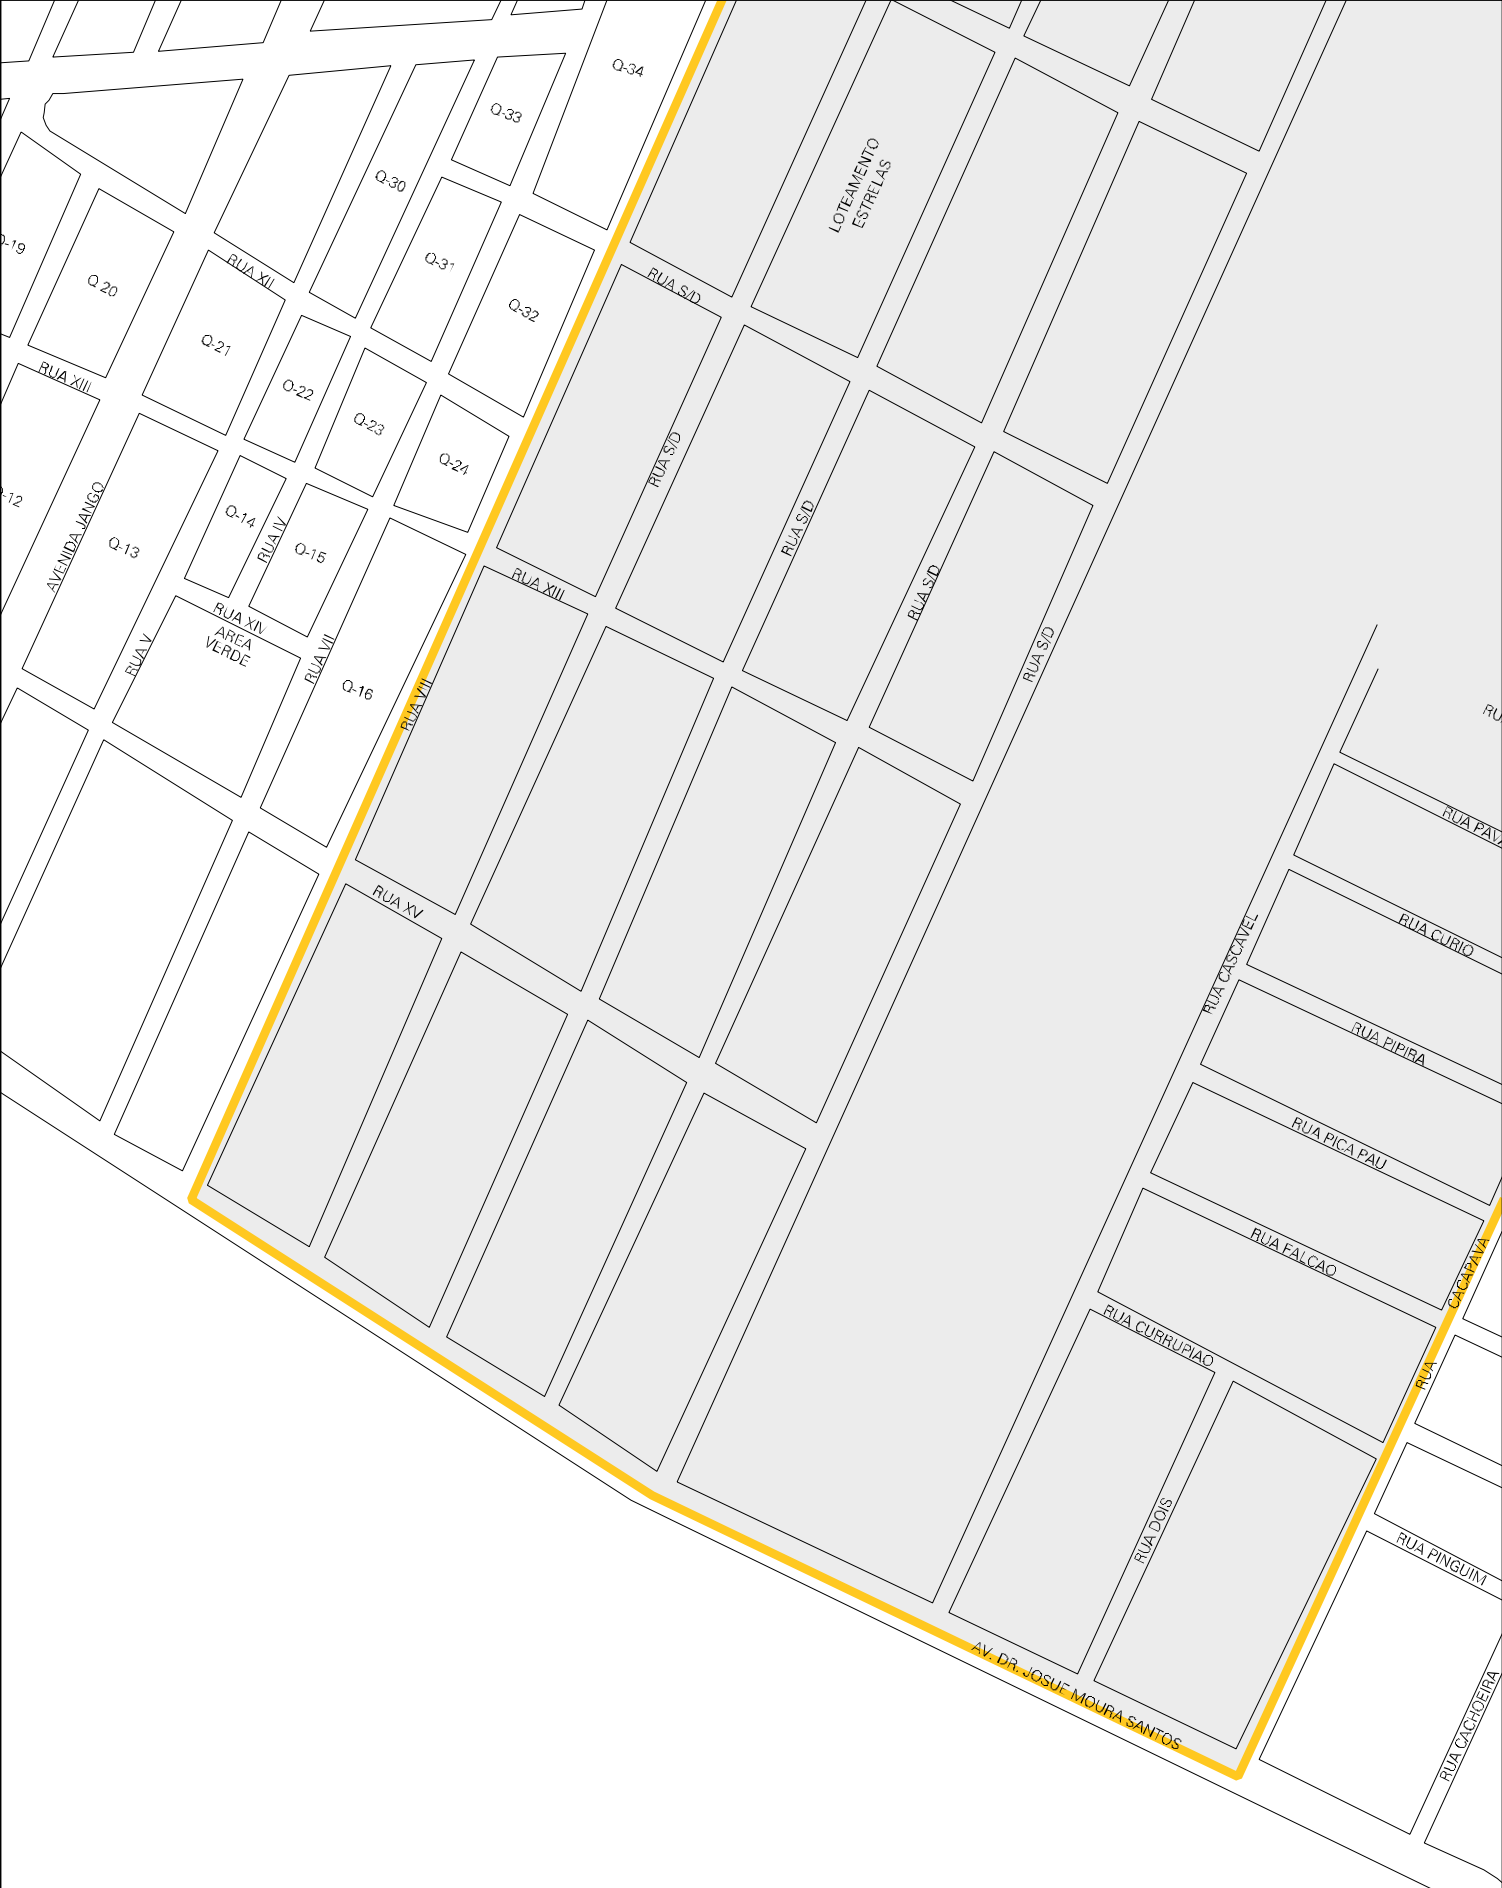 Q-34
Q-33
Q-30
LOTEAMENTO
ESTRELAS
Q-31
RUA XII
Q 20
RUA S/D
Q-32
Q-21
RUA XIII
Q-22
Q-23
Q-24
RUA S/D
AVENIDA JANGO
Q-13
Q-14
RUA IV
Q-15
RUA S/D
RUA XIII
RUA S/D
RUA XIV
AREA
VERDE
RUA V
RUA VII
RUA S/D
Q-16
RUA VIII
RUA XV
RUA CURIO
RUA CASCAVEL
RUA PIPIRA
RUA PICA PAU
RUA FALCAO
RUA CACAPAVA
RUA CURRUPIAO
RUA DOIS
RUA PINGUIM
AV. DR. JOSUE MOURA SANTOS
RUA CACHOEIRA